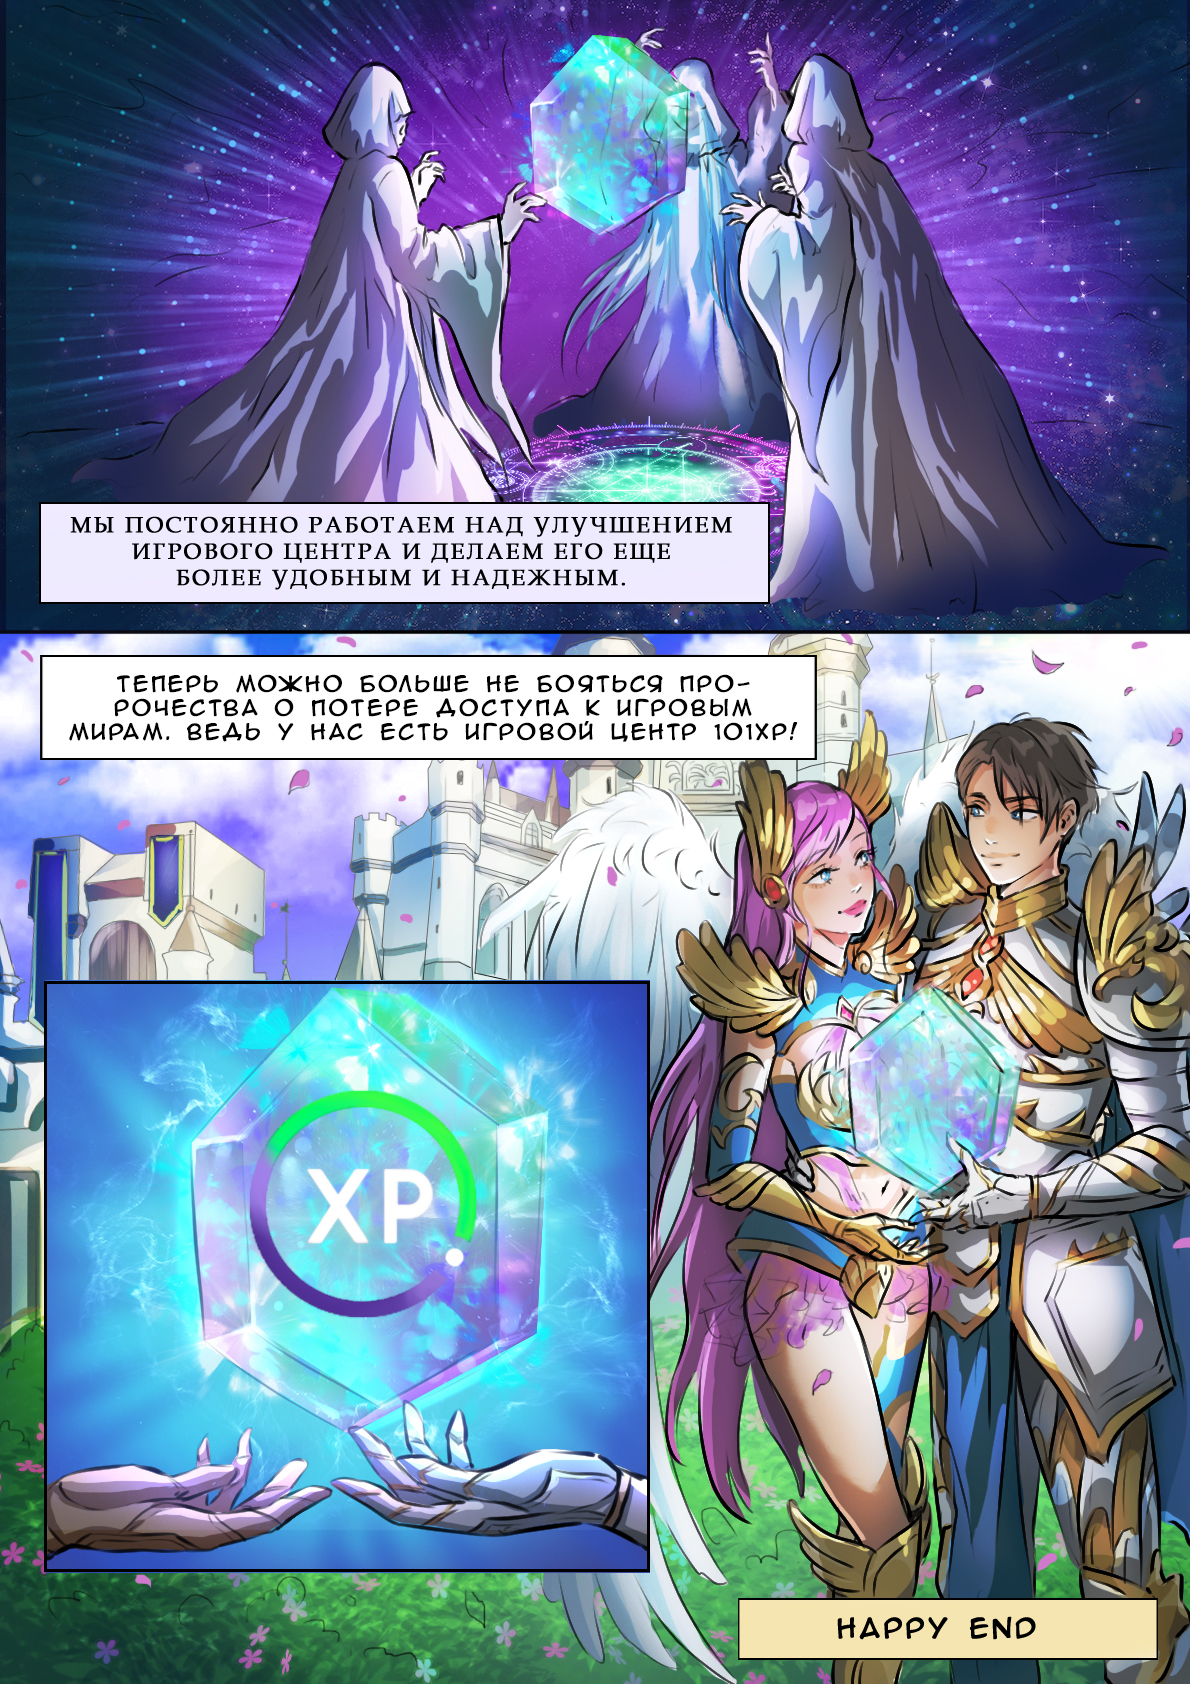 МЫ ПОСТОЯННО РАБОТАЕМ НАД УЛУЧШЕНИЕМ
ИГРОВОГО ЦЕНТРА И ДЕЛАЕМ ЕГО ЕЩЕ
БОЛЕЕ УДОБНЫМ И НАДЕЖНЫМ.
ТЕПЕРЬ МОЖНО БОЛЬШЕ НЕ БОЯТЬСЯ ПРО-
РОЧЕСТВА О ПОТЕРЕ ДОСТУПА К ИГРОВЫМ
МИРАМ. ВЕДЬ У НАС ЕСТЬ ИГРОВОЙ ЦЕНТР 101XP!
XP
HAPPY END